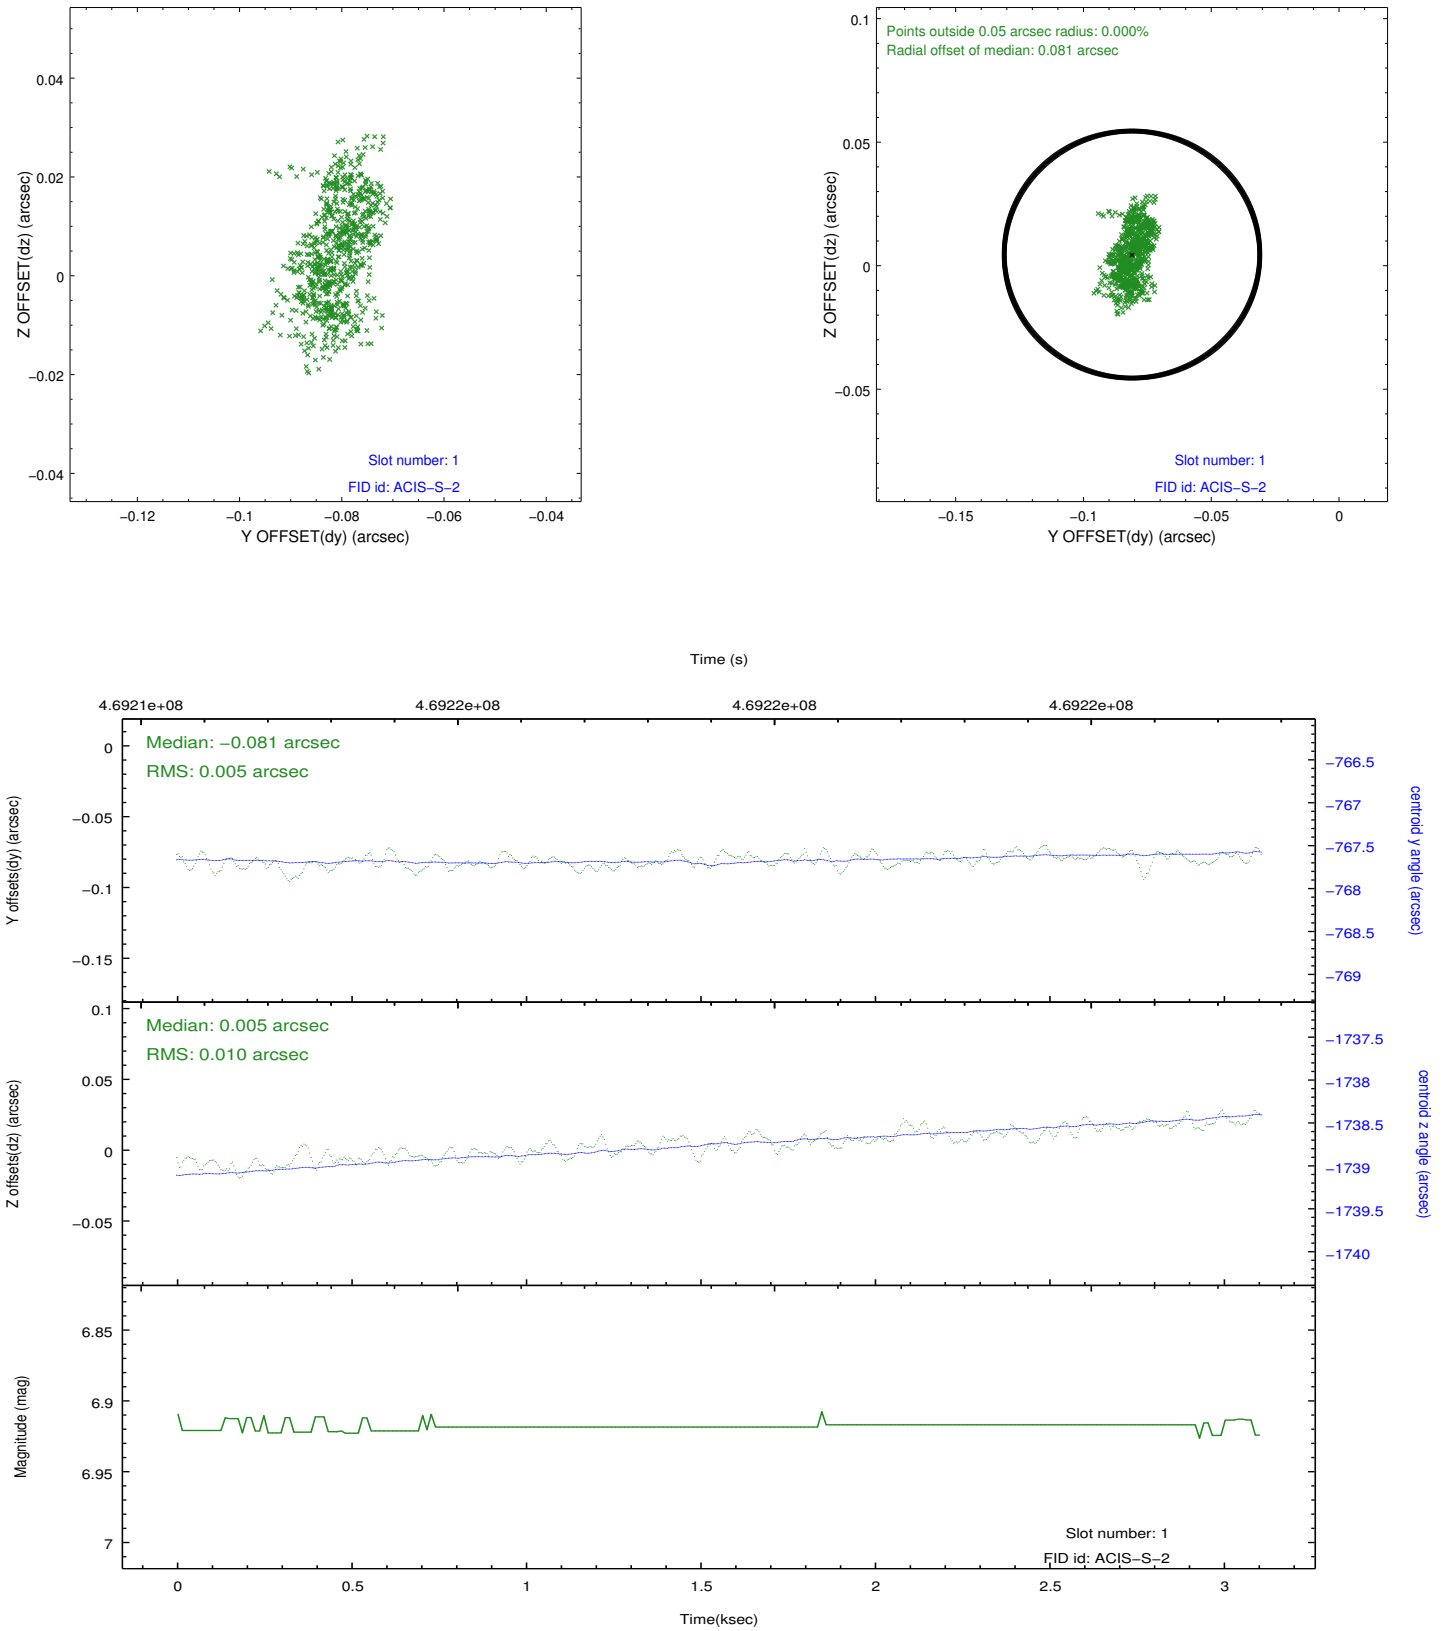 0.04
0.02
0
−0.02
−0.04
Z OFFSET(dz) (arcsec)
Slot number: 1
FID id: ACIS−S−2
−0.12
−0.1
−0.08
−0.06
−0.04
Y OFFSET(dy) (arcsec)
0.1
0.05
0
−0.05
Z OFFSET(dz) (arcsec)
Points outside 0.05 arcsec radius: 0.000%
Radial offset of median: 0.081 arcsec
Slot number: 1
FID id: ACIS−S−2
−0.15
−0.1
−0.05
0
Y OFFSET(dy) (arcsec)
Time (s)
4.6921e+08
4.6922e+08
4.6922e+08
4.6922e+08
Median: −0.081 arcsec
RMS: 0.005 arcsec
0
−0.05
−0.1
−0.15
Y offsets(dy) (arcsec)
−766.5
−767
−767.5
−768
−768.5
−769
centroid y angle (arcsec)
Median: 0.005 arcsec
RMS: 0.010 arcsec
0.1
0.05
0
−0.05
Z offsets(dz) (arcsec)
−1737.5
−1738
−1738.5
−1739
−1739.5
−1740
centroid z angle (arcsec)
6.85
6.9
6.95
7
Magnitude (mag)
Slot number: 1
FID id: ACIS−S−2
0
0.5
1
1.5
2
2.5
3
Time(ksec)